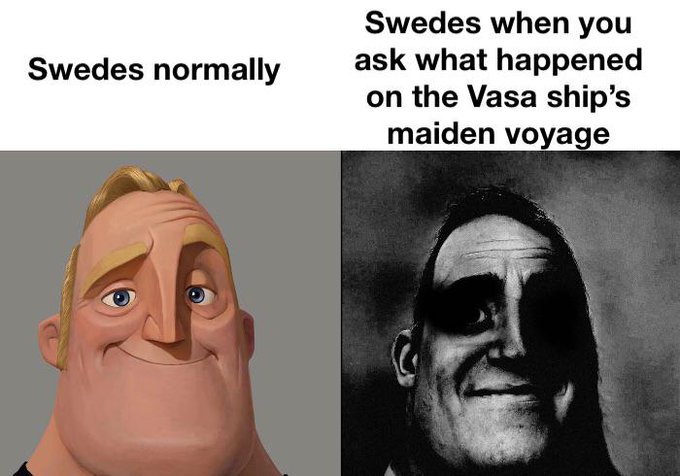 Swedes normally
Swedes when you
ask what happened
on the Vasa ship’s
maiden voyage